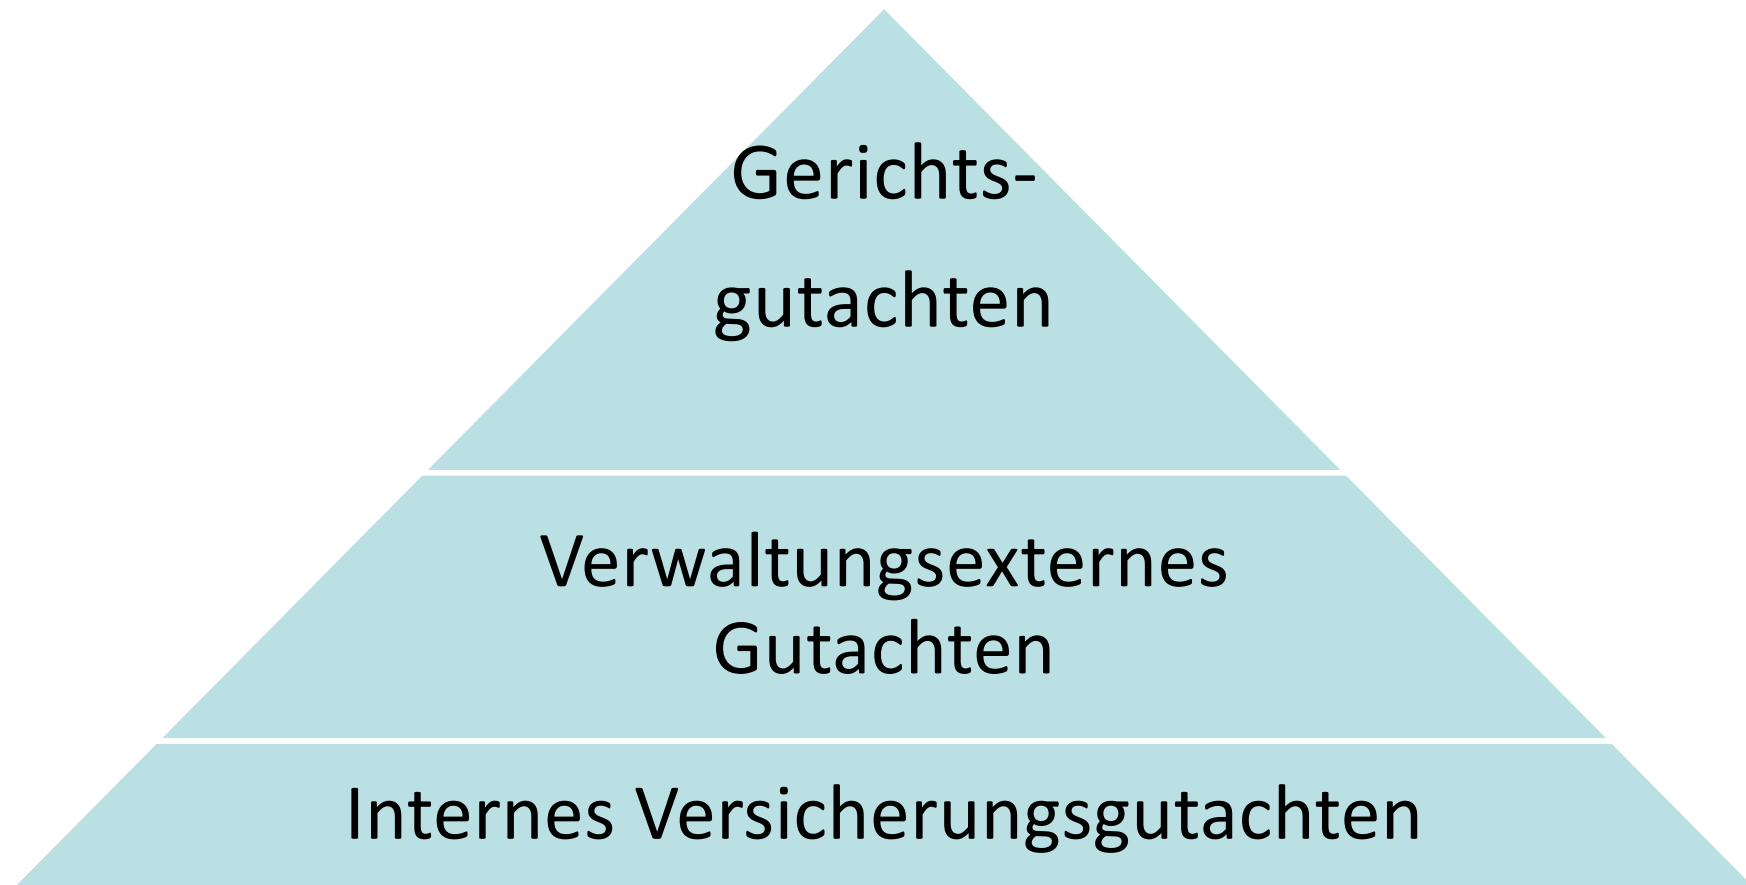 Gerichts-
gutachten
Verwaltungsexternes
Gutachten
Internes Versicherungsgutachten